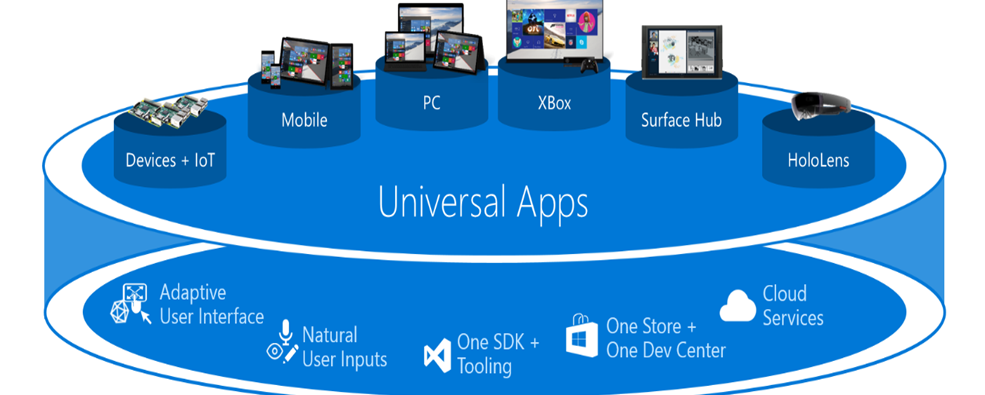 Devices + IoT
Mobile
PC
XBox
Surface Hub
HoloLens
Universal Apps
Adaptive
User Interface
Natural
User Inputs
One SDK +
Tooling
One Store +
One Dev Center
Cloud
Services